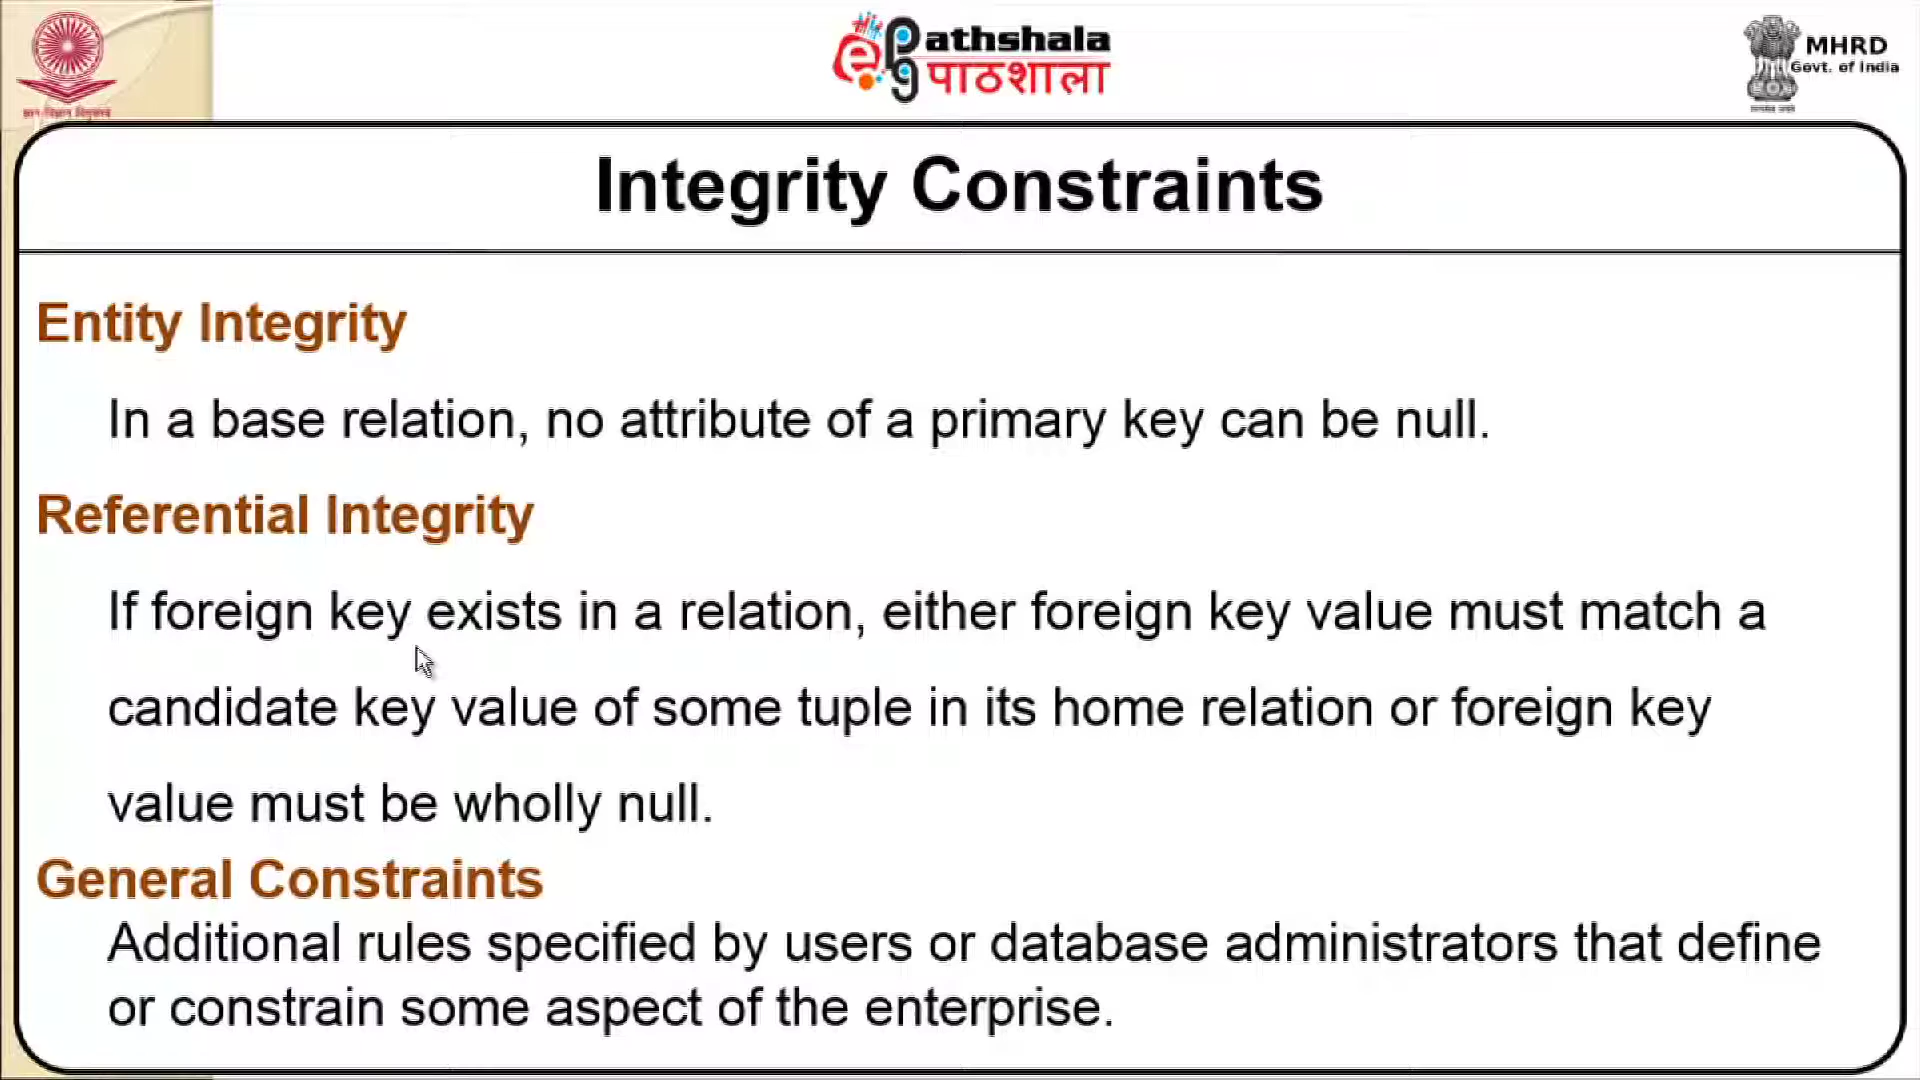 ePG Pathshala
पाठशाला
MHRD
Govt. of India
Integrity Constraints
Entity Integrity
In a base relation, no attribute of a primary key can be null.
Referential Integrity
If foreign key exists in a relation, either foreign key value must match a
candidate key value of some tuple in its home relation or foreign key
value must be wholly null.
General Constraints
Additional rules specified by users or database administrators that define
or constrain some aspect of the enterprise.